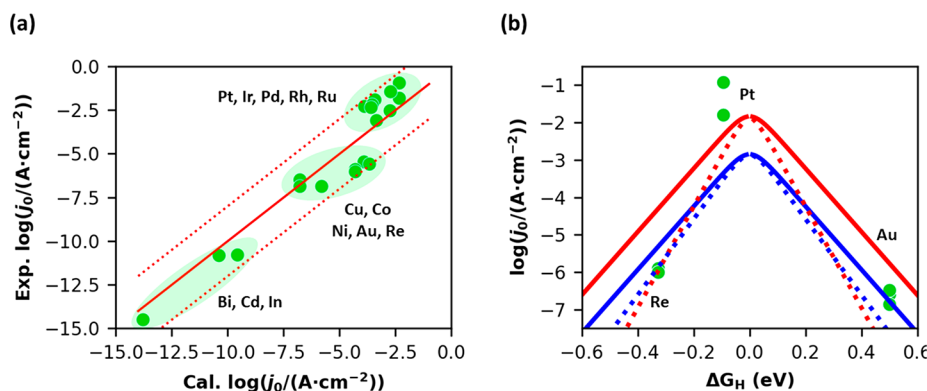 (a)
(b)
0.0
−2.5
−5.0
−7.5
−10.0
−12.5
−15.0
Exp. log(j₀/(A·cm⁻²))
Pt, Ir, Pd, Rh, Ru
Cu, Co
Ni, Au, Re
Bi, Cd, In
−15.0 −12.5 −10.0 −7.5 −5.0 −2.5 0.0
Cal. log(j₀/(A·cm⁻²))
−1
−2
−3
−4
−5
−6
−7
log(j₀/(A·cm⁻²))
Pt
Au
Re
−0.6 −0.4 −0.2 0.0 0.2 0.4 0.6
ΔG_H (eV)